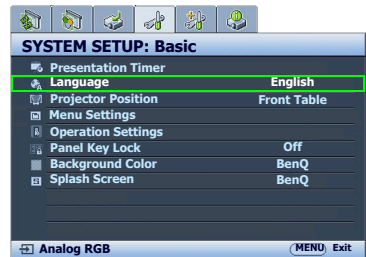 SYSTEM SETUP: Basic
Presentation Timer
Language English
Projector Position Front Table
Menu Settings
Operation Settings
Panel Key Lock Off
Background Color BenQ
Splash Screen BenQ
Analog RGB MENU Exit